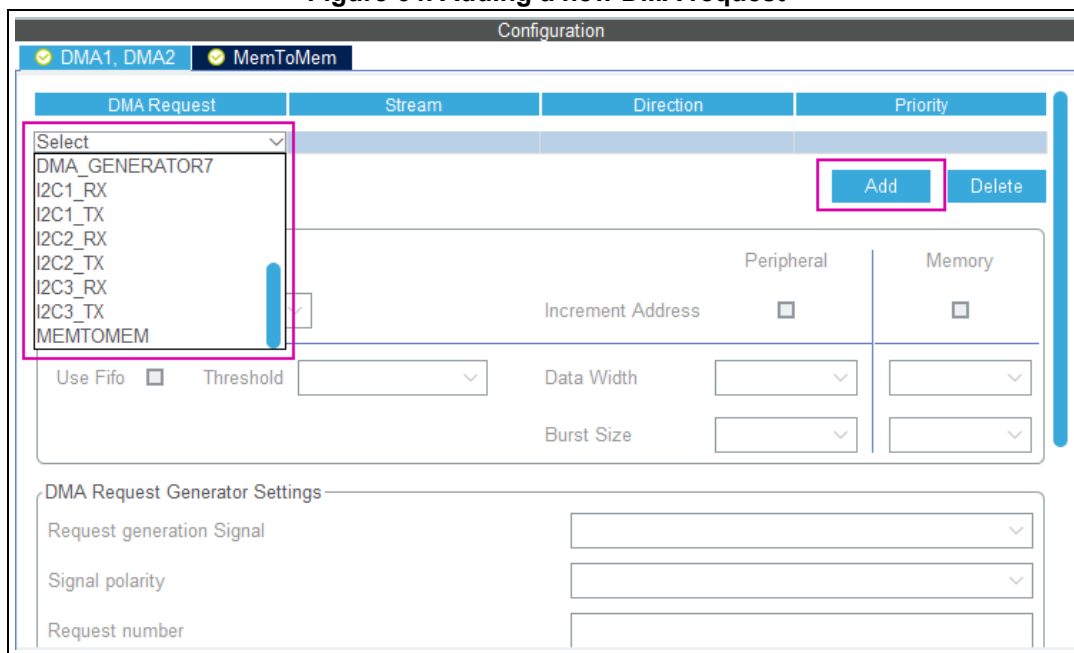 Configuration
DMA1, DMA2 MemToMem
DMA Request Stream Direction Priority
Select
DMA_GENERATOR7
I2C1_RX
I2C1_TX
I2C2_RX
I2C2_TX
I2C3_RX
I2C3_TX
MEMTOMEM
Add Delete
Peripheral Memory
Increment Address
Use Fifo Threshold Data Width
Burst Size
DMA Request Generator Settings
Request generation Signal
Signal polarity
Request number